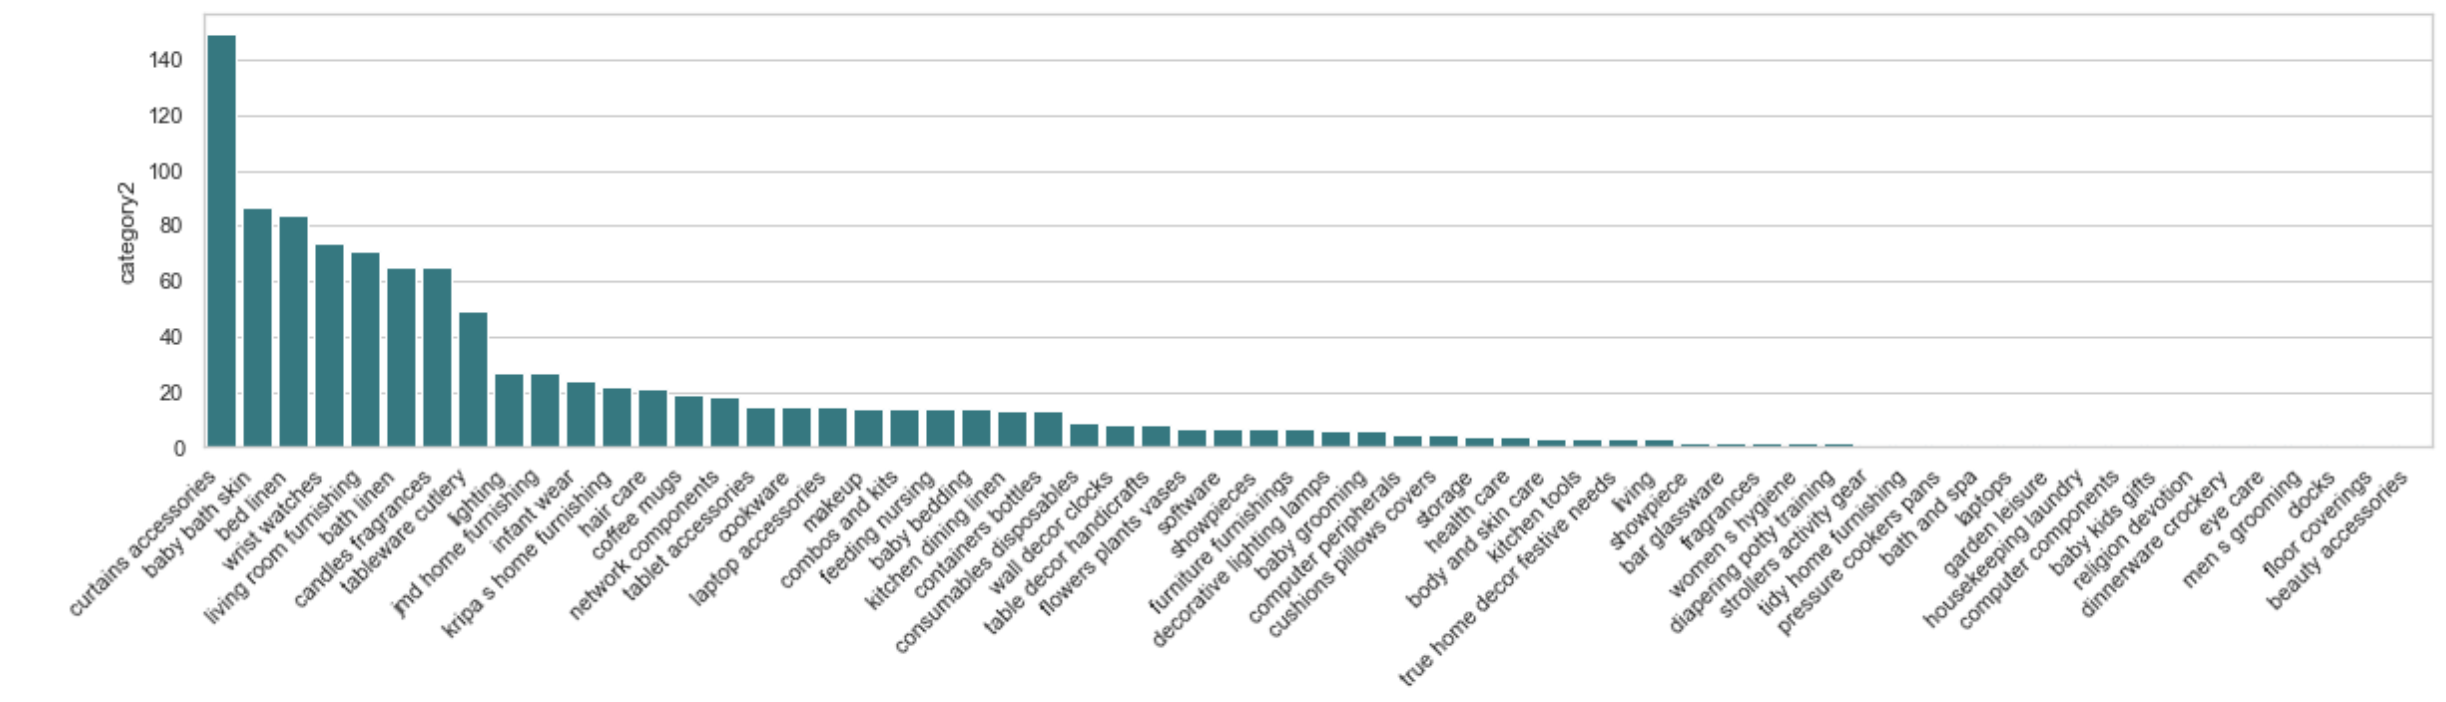 category2
140
120
100
80
60
40
20
0
curtains accessories
baby bath skin
bed linen
wrist watches
living room furnishing
bath linen
candles fragrances
tableware cutlery
lighting
jmd home furnishing
infant wear
kripa s home furnishing
hair care
coffee mugs
network components
tablet accessories
cookware
laptop accessories
makeup
combos and kits
feeding nursing
baby bedding
kitchen dining linen
containers bottles
consumables disposables
wall decor clocks
table decor handicrafts
flowers plants vases
software
showpieces
furniture furnishings
decorative lighting lamps
baby grooming
computer peripherals
cushions pillows covers
storage
health care
body and skin care
kitchen tools
true home decor festive needs
living
showpiece
bar glassware
fragrances
women s hygiene
diapering potty training
strollers activity gear
tidy home furnishing
pressure cookers pans
bath and spa
laptops
garden leisure
housekeeping laundry
computer components
baby kids gifts
religion devotion
dinnerware crockery
eye care
men s grooming
clocks
floor coverings
beauty accessories